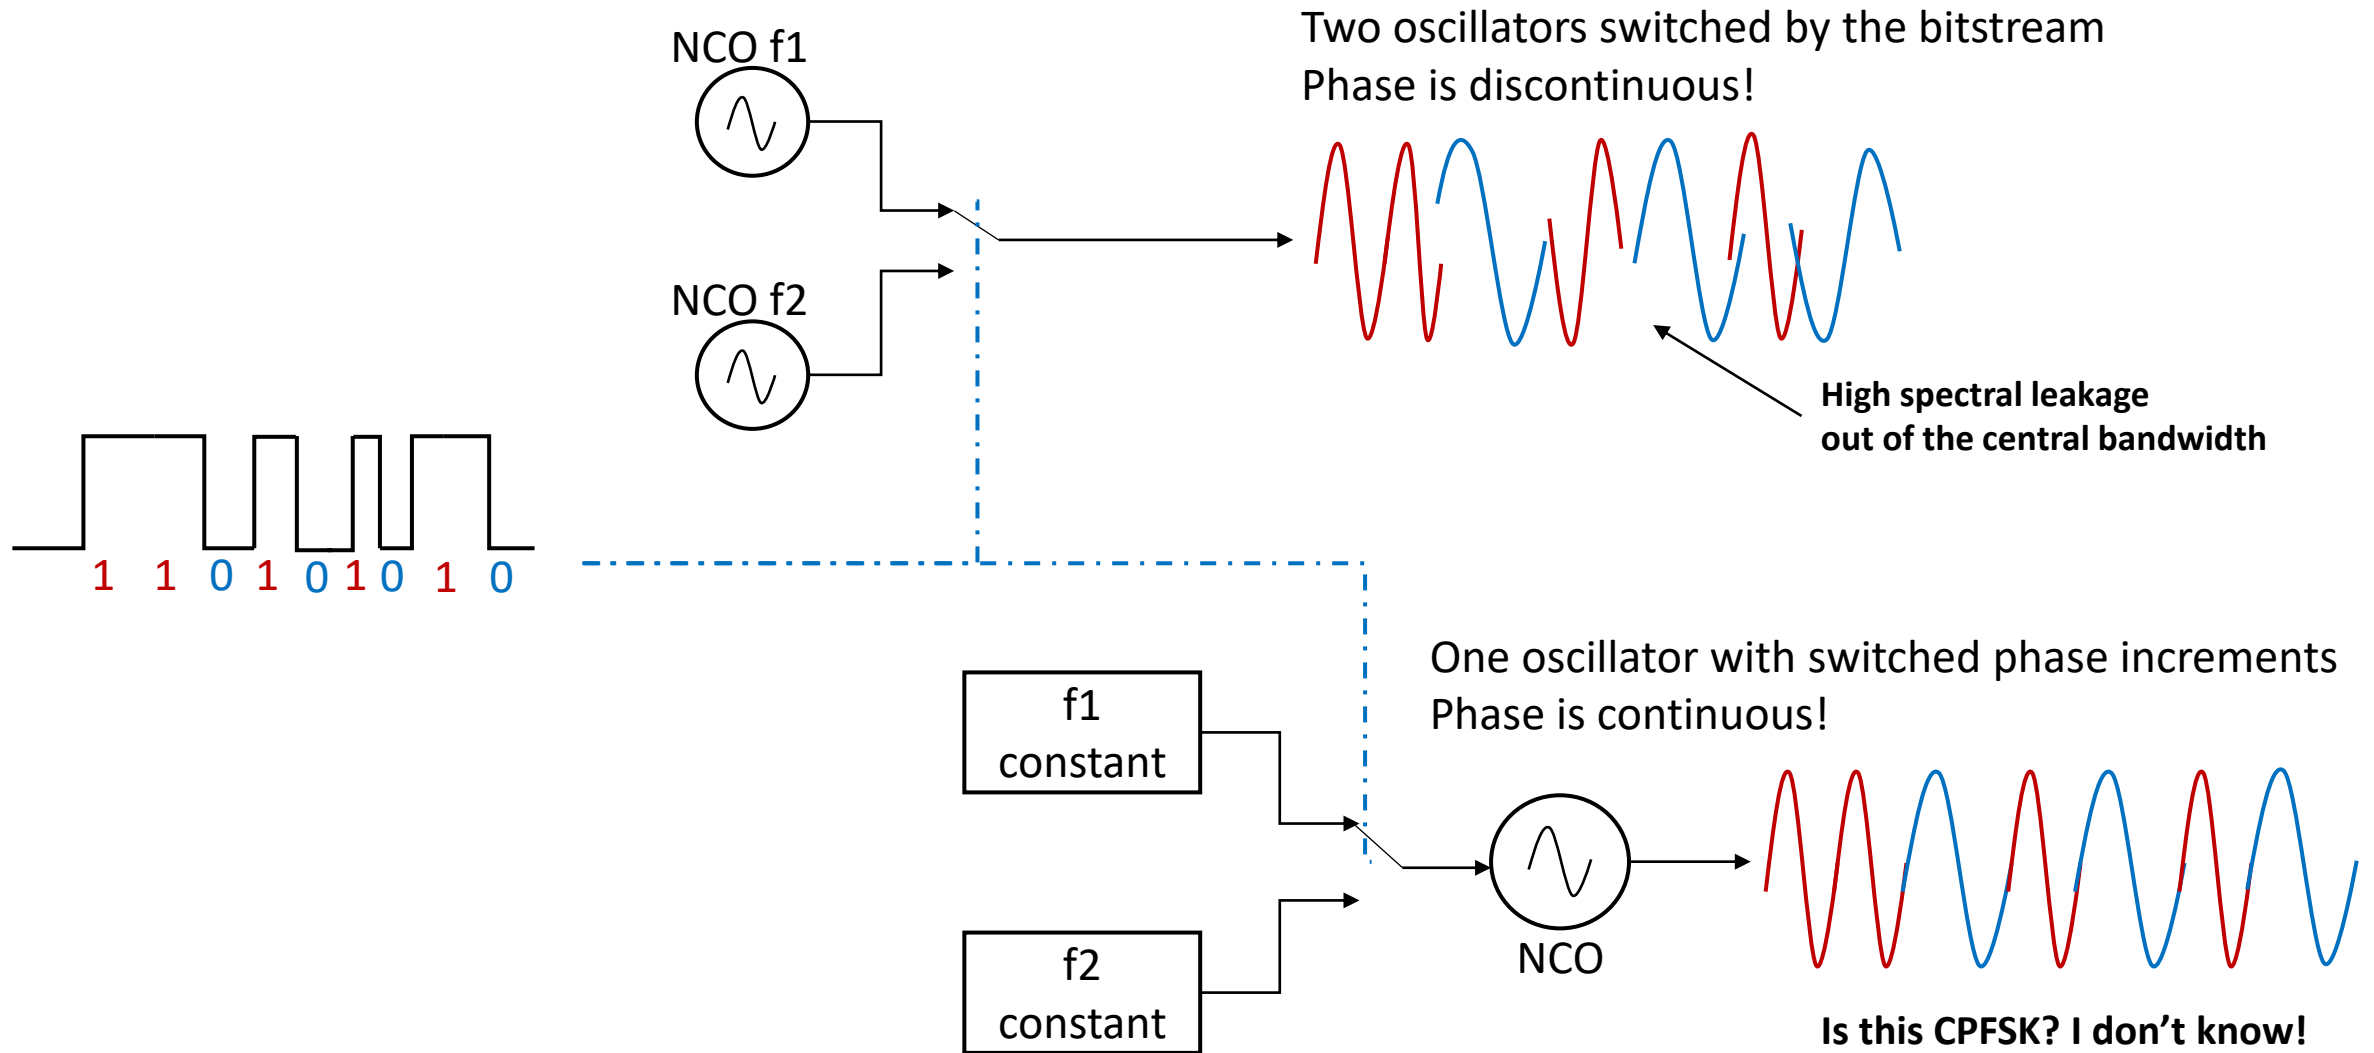 Two oscillators switched by the bitstream
Phase is discontinuous!
NCO f1
NCO f2
High spectral leakage
out of the central bandwidth
1 1 0 1 0 1 0 1 0
One oscillator with switched phase increments
Phase is continuous!
f1
constant
f2
constant
NCO
Is this CPFSK? I don’t know!